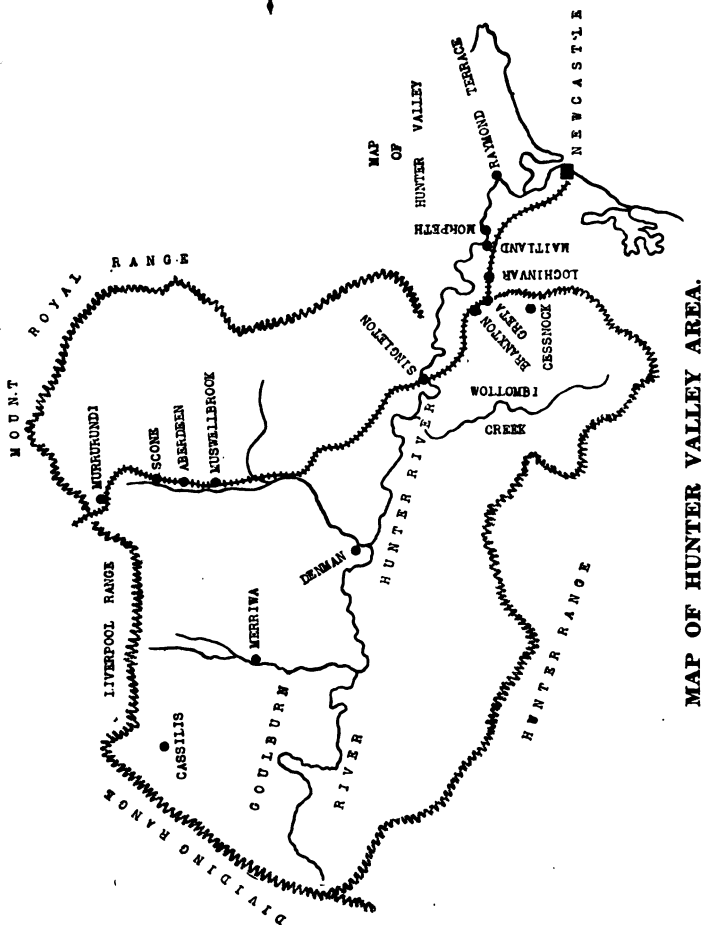 MAP
OF
HUNTER VALLEY
MOUNT ROYAL RANGE
MURRURUNDI
SCONE
ABERDEEN
MUSWELLBROOK
LIVERPOOL RANGE
CASSILIS
MERRIWA
DIVIDING RANGE
GOULBURN
RIVER
DENMAN
HUNTER RIVER
SINGLETON
WOLLOMBI
CREEK
BRANXTON
GRETA
CESSNOCK
LOCHINVAR
MAITLAND
MORPETH
RAYMOND TERRACE
NEWCASTLE
HUNTER RANGE
MAP OF HUNTER VALLEY AREA.